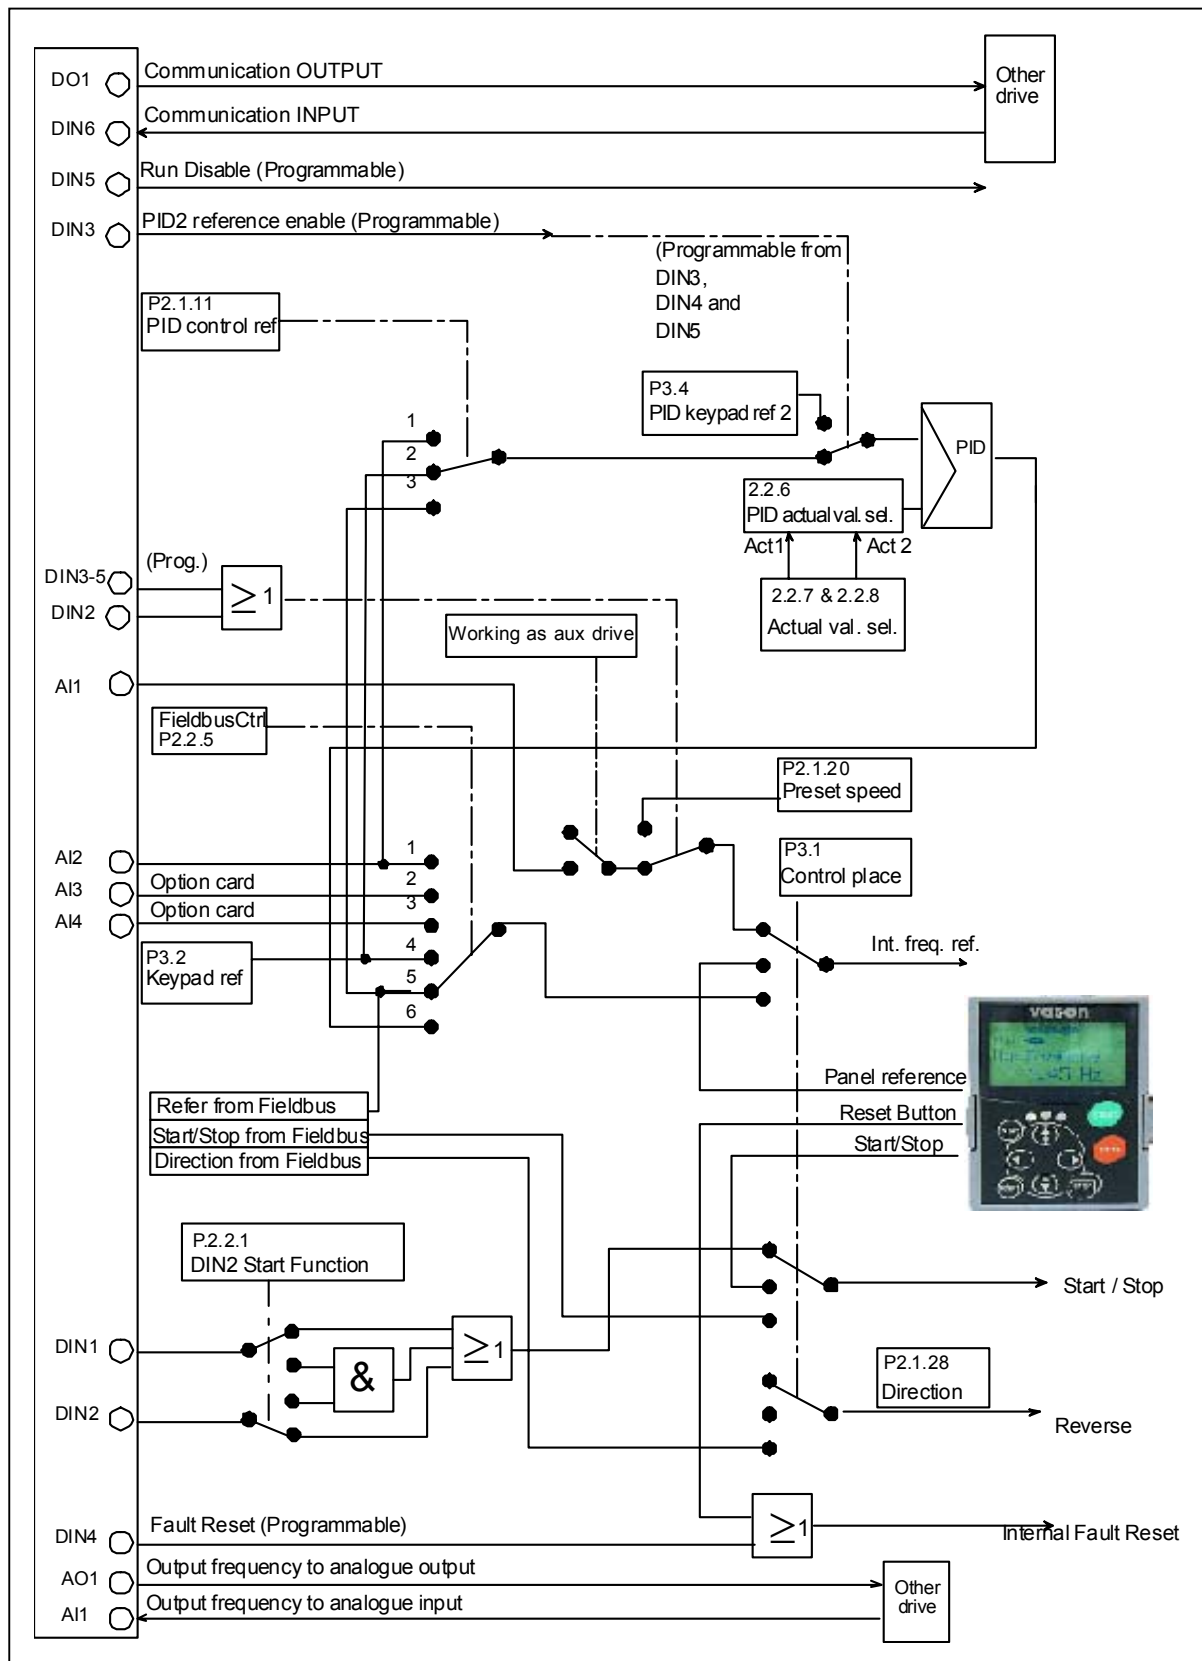 DO1
Communication OUTPUT
Other
drive
DIN6
Communication INPUT
DIN5
Run Disable (Programmable)
DIN3
PID2 reference enable (Programmable)
(Programmable from
DIN3,
DIN4 and
DIN5
P2.1.11
PID control ref
P3.4
PID keypad ref 2
1
2
3
PID
2.2.6
PID actual val. sel.
Act1
Act 2
2.2.7 & 2.2.8
Actual val. sel.
(Prog.)
DIN3-5
DIN2
≥1
Working as aux drive
AI1
FieldbusCtrl
P2.2.5
P2.1.20
Preset speed
P3.1
Control place
AI2
1
AI3
Option card
2
AI4
Option card
3
P3.2
Keypad ref
4
5
6
Int. freq. ref.
vacon
Panel reference
Reset Button
Start/Stop
Refer from Fieldbus
Start/Stop from Fieldbus
Direction from Fieldbus
P.2.2.1
DIN2 Start Function
Start / Stop
DIN1
&
≥1
DIN2
P2.1.28
Direction
Reverse
DIN4
Fault Reset (Programmable)
≥1
Internal Fault Reset
AO1
Output frequency to analogue output
AI1
Output frequency to analogue input
Other
drive